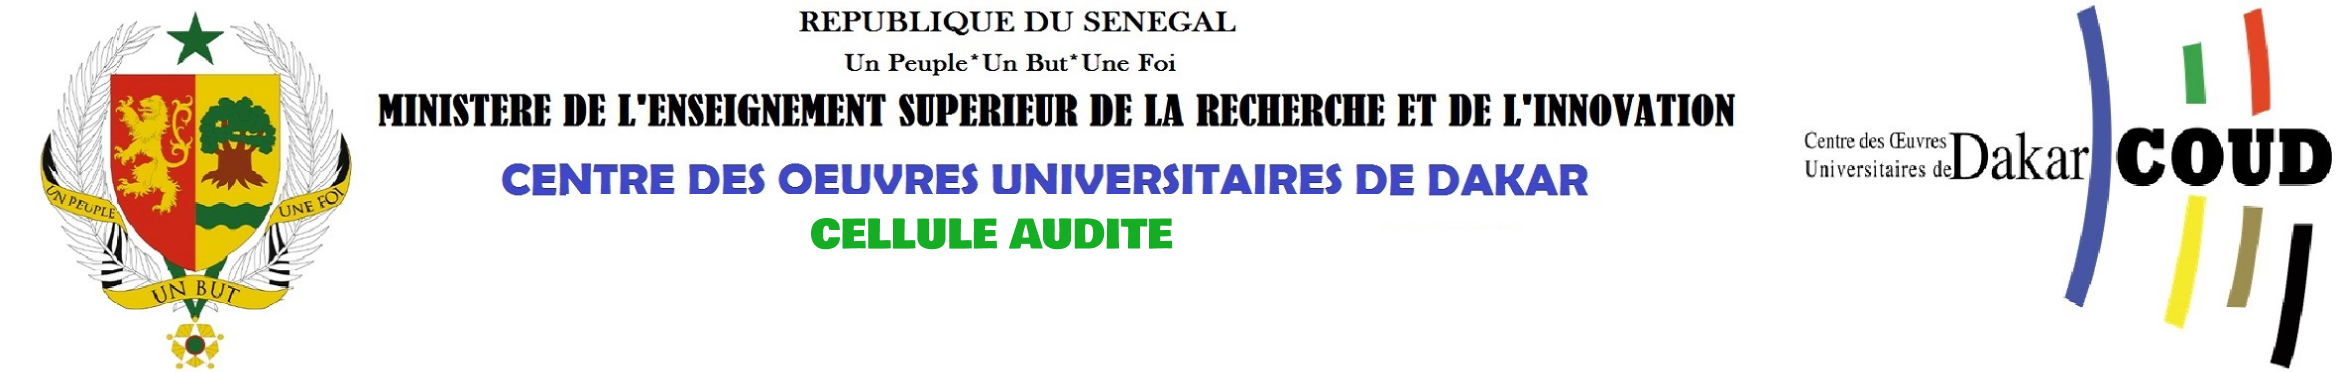 REPUBLIQUE DU SENEGAL
Un Peuple*Un But*Une Foi
MINISTERE DE L'ENSEIGNEMENT SUPERIEUR DE LA RECHERCHE ET DE L'INNOVATION
CENTRE DES OEUVRES UNIVERSITAIRES DE DAKAR
CELLULE AUDITE
UN PEUPLE
UN BUT
UNE FOI
Centre des Œuvres
Universitaires de Dakar
COUD